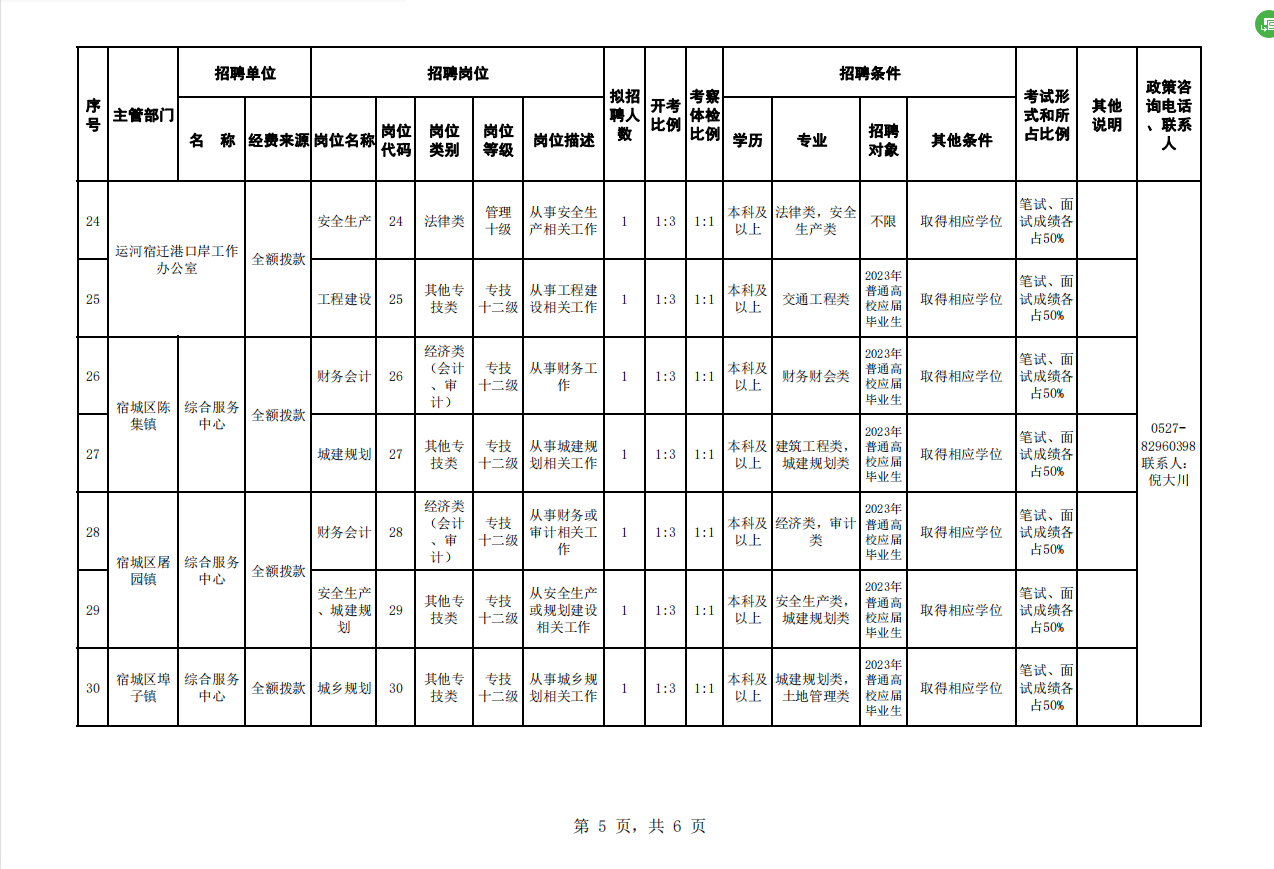 序号
主管部门
招聘单位
招聘岗位
拟招聘人数
开考比例
考察体检比例
招聘条件
考试形式和所占比例
其他说明
政策咨询电话、联系人
名 称
经费来源
岗位名称
岗位代码
岗位类别
岗位等级
岗位描述
学历
专业
招聘对象
其他条件
24
运河宿迁港口岸工作办公室
全额拨款
安全生产
24
法律类
管理十级
从事安全生产相关工作
1
1:3
1:1
本科及以上
法律类，安全生产类
不限
取得相应学位
笔试、面试成绩各占50%
25
工程建设
25
其他专技类
专技十二级
从事工程建设相关工作
1
1:3
1:1
本科及以上
交通工程类
2023年普通高校应届毕业生
取得相应学位
笔试、面试成绩各占50%
26
宿城区陈集镇
综合服务中心
全额拨款
财务会计
26
经济类（会计、审计）
专技十二级
从事财务工作
1
1:3
1:1
本科及以上
财务财会类
2023年普通高校应届毕业生
取得相应学位
笔试、面试成绩各占50%
27
城建规划
27
其他专技类
专技十二级
从事城建规划相关工作
1
1:3
1:1
本科及以上
建筑工程类，城建规划类
2023年普通高校应届毕业生
取得相应学位
笔试、面试成绩各占50%
0527-82960398
联系人：倪大川
28
宿城区屠园镇
综合服务中心
全额拨款
财务会计
28
经济类（会计、审计）
专技十二级
从事财务或审计相关工作
1
1:3
1:1
本科及以上
经济类，审计类
2023年普通高校应届毕业生
取得相应学位
笔试、面试成绩各占50%
29
安全生产、城建规划
29
其他专技类
专技十二级
从安全生产或规划建设相关工作
1
1:3
1:1
本科及以上
安全生产类，城建规划类
2023年普通高校应届毕业生
取得相应学位
笔试、面试成绩各占50%
30
宿城区埠子镇
综合服务中心
全额拨款
城乡规划
30
其他专技类
专技十二级
从事城乡规划相关工作
1
1:3
1:1
本科及以上
城建规划类，土地管理类
2023年普通高校应届毕业生
取得相应学位
笔试、面试成绩各占50%
第 5 页，共 6 页